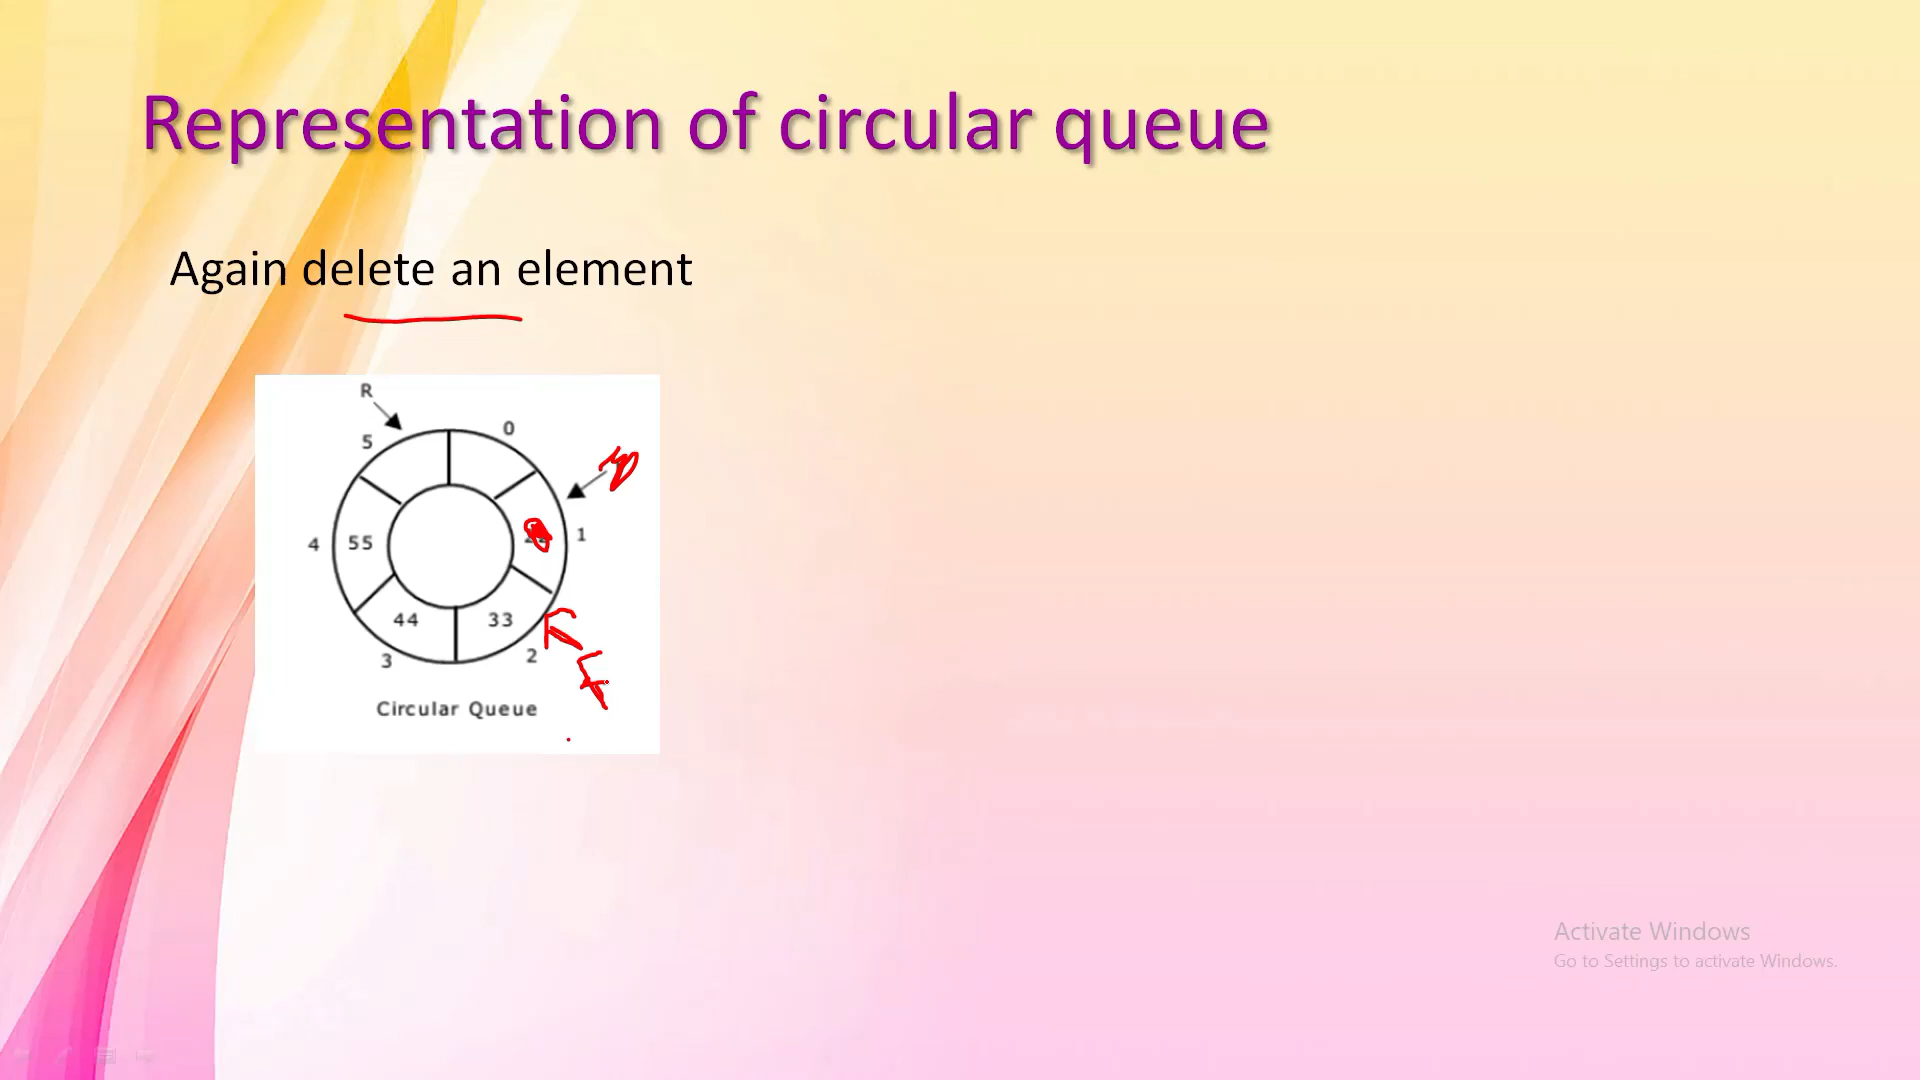 Representation of circular queue
Again delete an element
R
5
0
4
55
1
44
33
3
2
F
Circular Queue
Activate Windows
Go to Settings to activate Windows.